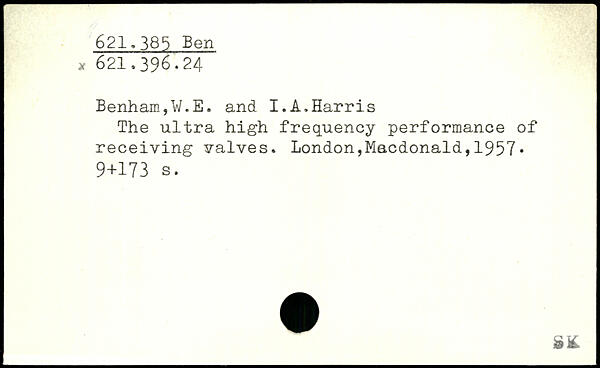 621.385 Ben
x 621.396.24
Benham,W.E. and I.A.Harris
The ultra high frequency performance of
receiving valves. London,Macdonald,1957.
9+173 s.
SK